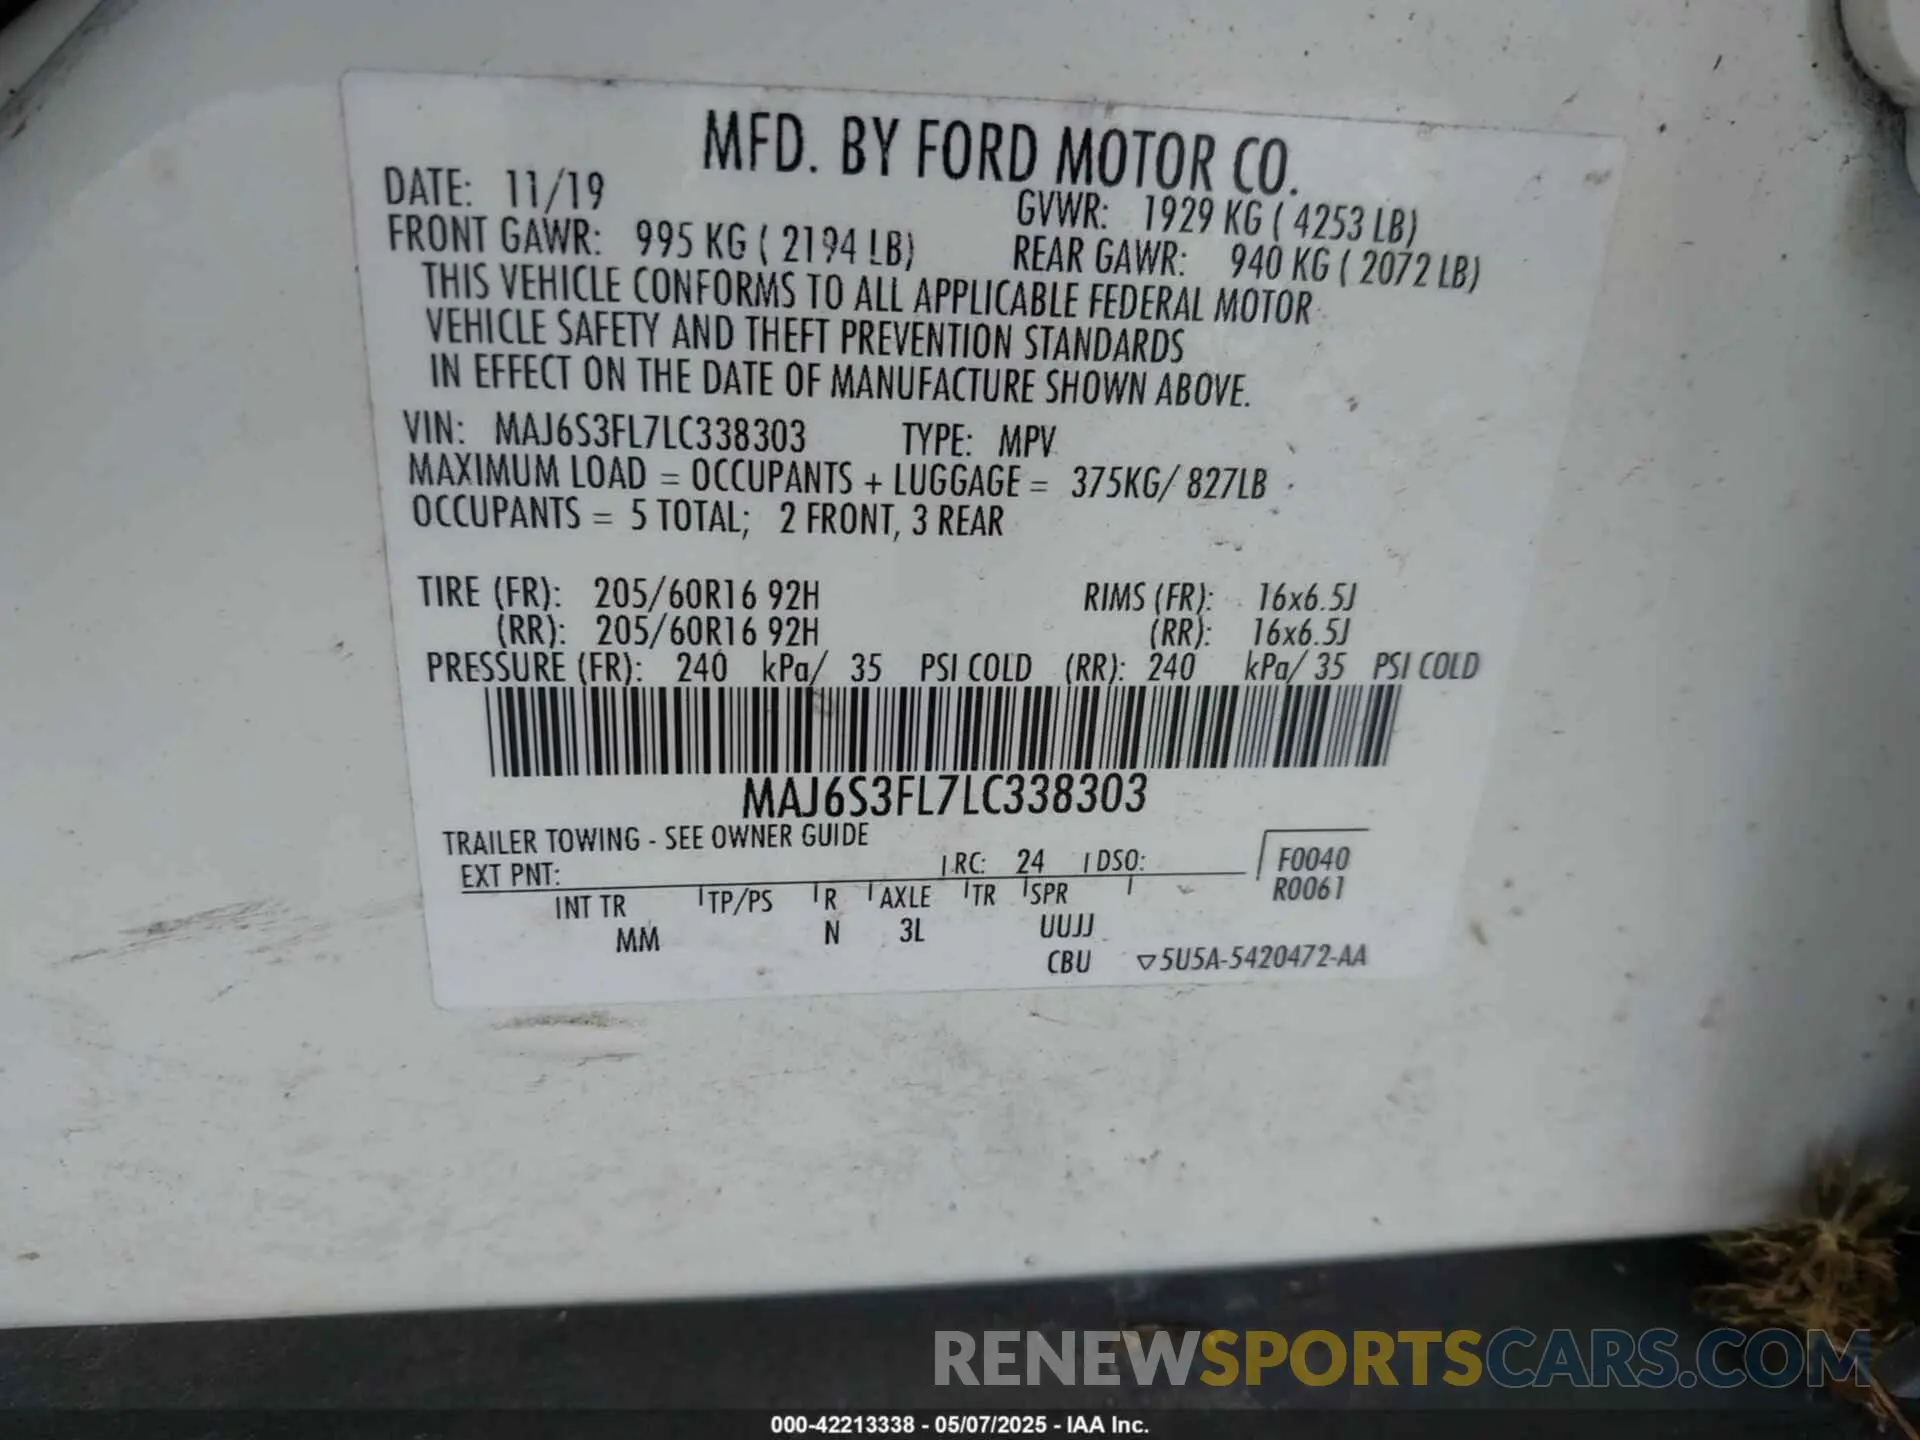 MFD. BY FORD MOTOR CO.
DATE: 11/19
GVWR: 1929 KG ( 4253 LB)
FRONT GAWR: 995 KG ( 2194 LB)
REAR GAWR: 940 KG ( 2072 LB)
THIS VEHICLE CONFORMS TO ALL APPLICABLE FEDERAL MOTOR
VEHICLE SAFETY AND THEFT PREVENTION STANDARDS
IN EFFECT ON THE DATE OF MANUFACTURE SHOWN ABOVE.
VIN: MAJ6S3FL7LC338303 TYPE: MPV
MAXIMUM LOAD = OCCUPANTS + LUGGAGE = 375KG/ 827LB
OCCUPANTS = 5 TOTAL; 2 FRONT, 3 REAR
TIRE (FR): 205/60R16 92H RIMS (FR): 16x6.5J
(RR): 205/60R16 92H (RR): 16x6.5J
PRESSURE (FR): 240 kPa/ 35 PSI COLD (RR): 240 kPa/ 35 PSI COLD
MAJ6S3FL7LC338303
TRAILER TOWING - SEE OWNER GUIDE
EXT PNT: RC: 24 DSO: F0040
R0061
INT TR TP/PS R AXLE TR SPR
MM N 3L UUJJ
CBU ▽5U5A-5420472-AA
RENEWSPORTSCARS.COM
000-42213338 - 05/07/2025 - IAA Inc.